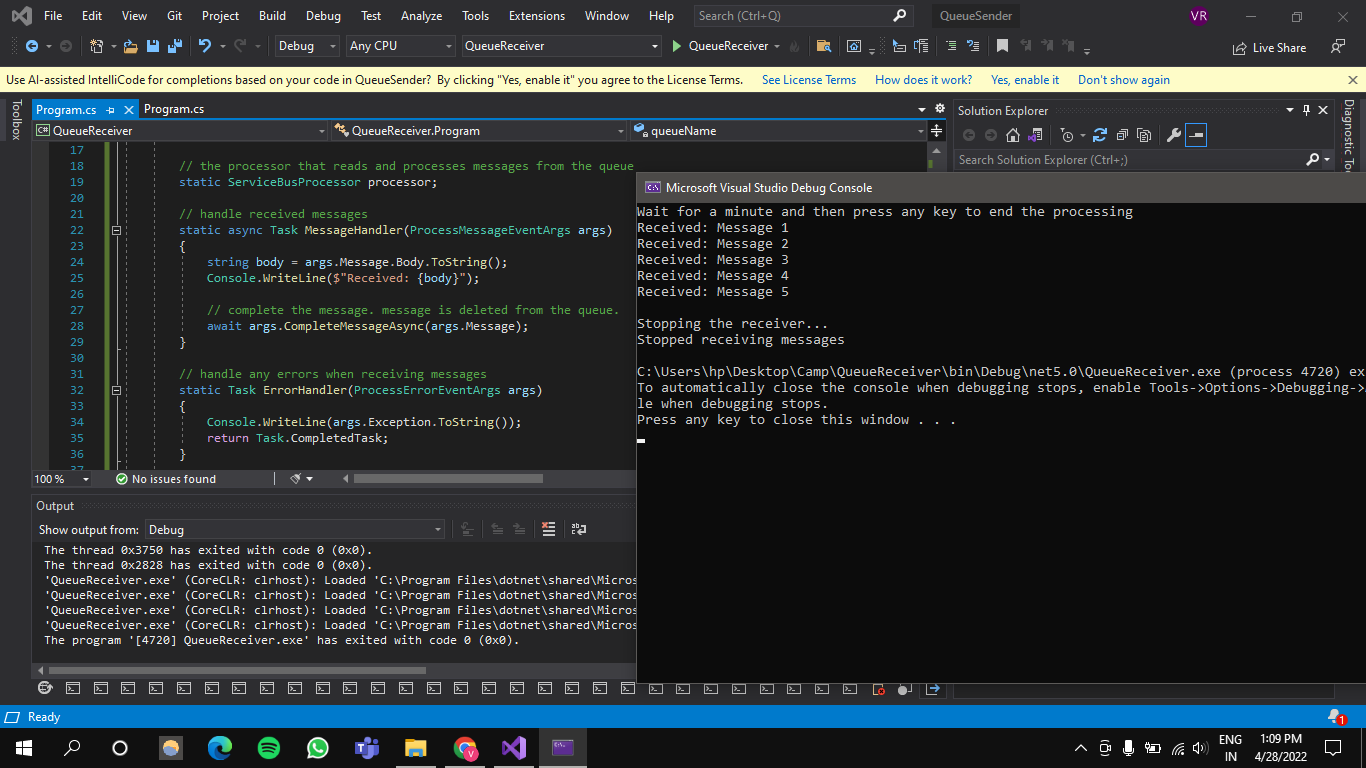 File Edit View Git Project Build Debug Test Analyze Tools Extensions Window Help Search (Ctrl+Q) QueueSender VR
Debug Any CPU QueueReceiver QueueReceiver Live Share
Use AI-assisted IntelliCode for completions based on your code in QueueSender? By clicking "Yes, enable it" you agree to the License Terms. See License Terms How does it work? Yes, enable it Don't show again
Toolbox
Program.cs Program.cs
QueueReceiver QueueReceiver.Program queueName
17
18 // the processor that reads and processes messages from the queue
19 static ServiceBusProcessor processor;
20
21 // handle received messages
22 static async Task MessageHandler(ProcessMessageEventArgs args)
23 {
24 string body = args.Message.Body.ToString();
25 Console.WriteLine($"Received: {body}");
26
27 // complete the message. message is deleted from the queue.
28 await args.CompleteMessageAsync(args.Message);
29 }
30
31 // handle any errors when receiving messages
32 static Task ErrorHandler(ProcessErrorEventArgs args)
33 {
34 Console.WriteLine(args.Exception.ToString());
35 return Task.CompletedTask;
36 }
37
100 % No issues found
Solution Explorer
Search Solution Explorer (Ctrl+;)
Diagnostic To
Microsoft Visual Studio Debug Console
Wait for a minute and then press any key to end the processing
Received: Message 1
Received: Message 2
Received: Message 3
Received: Message 4
Received: Message 5
Stopping the receiver...
Stopped receiving messages
C:\Users\hp\Desktop\Camp\QueueReceiver\bin\Debug\net5.0\QueueReceiver.exe (process 4720) ex
To automatically close the console when debugging stops, enable Tools->Options->Debugging->
le when debugging stops.
Press any key to close this window . . .
Output
Show output from: Debug
The thread 0x3750 has exited with code 0 (0x0).
The thread 0x2828 has exited with code 0 (0x0).
'QueueReceiver.exe' (CoreCLR: clrhost): Loaded 'C:\Program Files\dotnet\shared\Micros
'QueueReceiver.exe' (CoreCLR: clrhost): Loaded 'C:\Program Files\dotnet\shared\Micros
'QueueReceiver.exe' (CoreCLR: clrhost): Loaded 'C:\Program Files\dotnet\shared\Micros
'QueueReceiver.exe' (CoreCLR: clrhost): Loaded 'C:\Program Files\dotnet\shared\Micros
The program '[4720] QueueReceiver.exe' has exited with code 0 (0x0).
Ready 1
ENG 1:09 PM
IN 4/28/2022